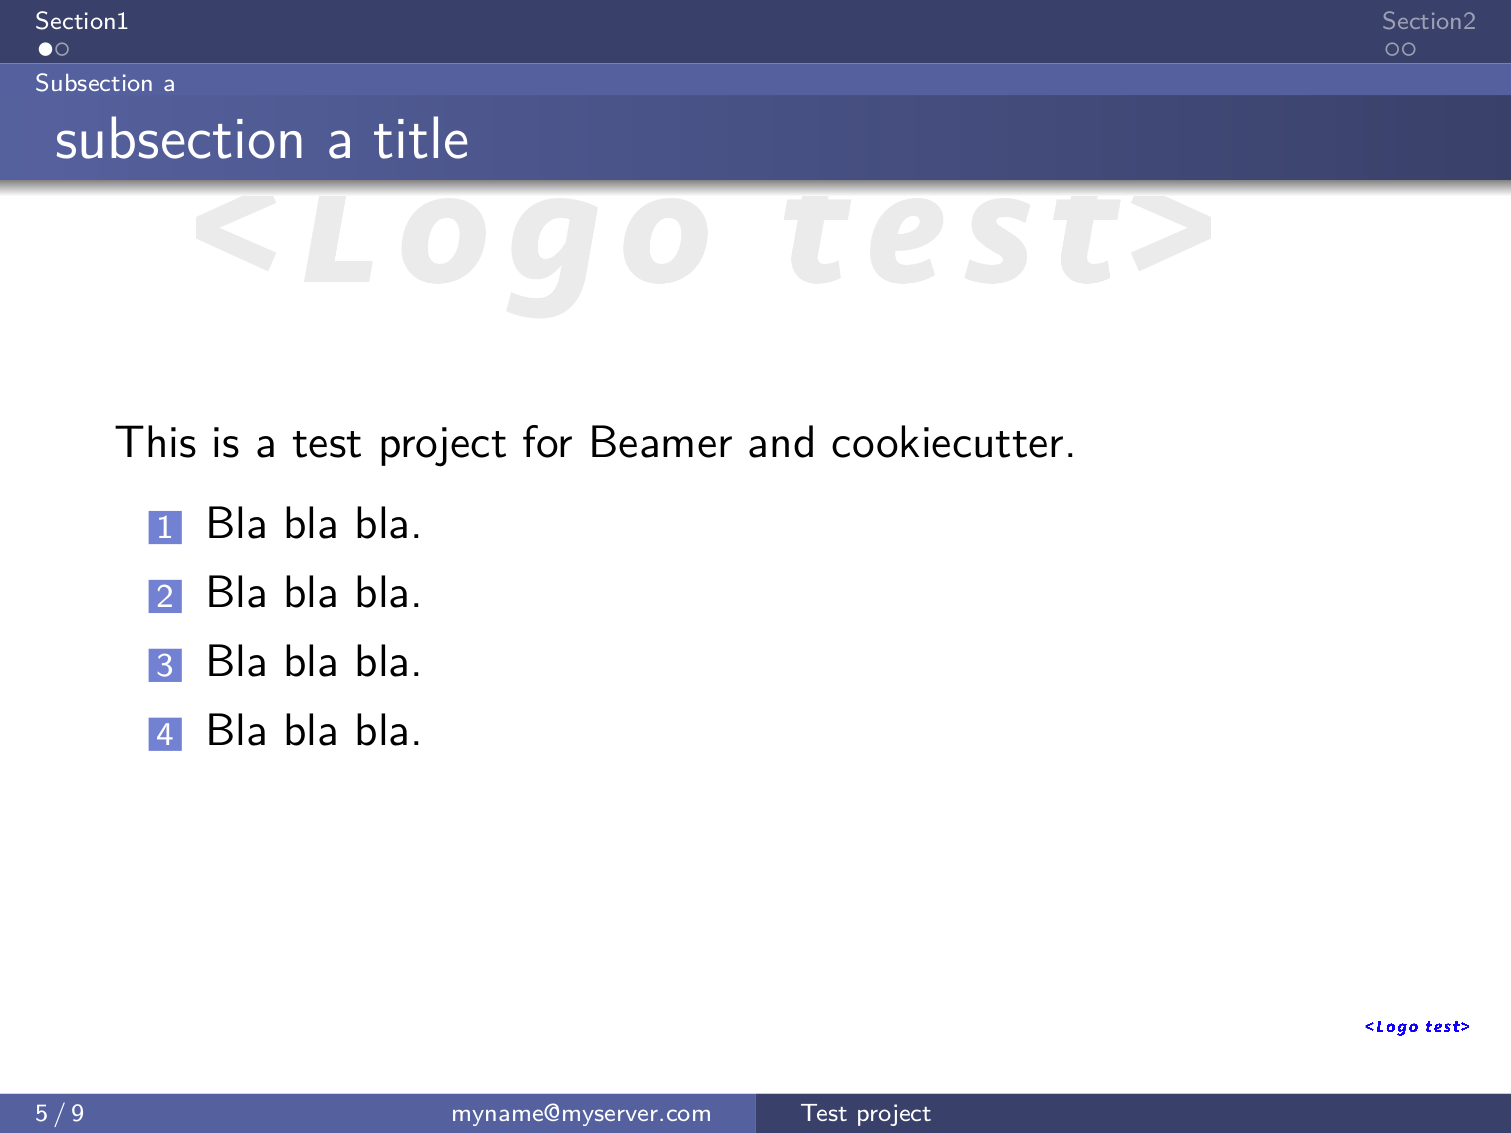 Section1
Section2
Subsection a
subsection a title
<Logo test>
This is a test project for Beamer and cookiecutter.
1 Bla bla bla.
2 Bla bla bla.
3 Bla bla bla.
4 Bla bla bla.
<Logo test>
5 / 9
myname@myserver.com
Test project